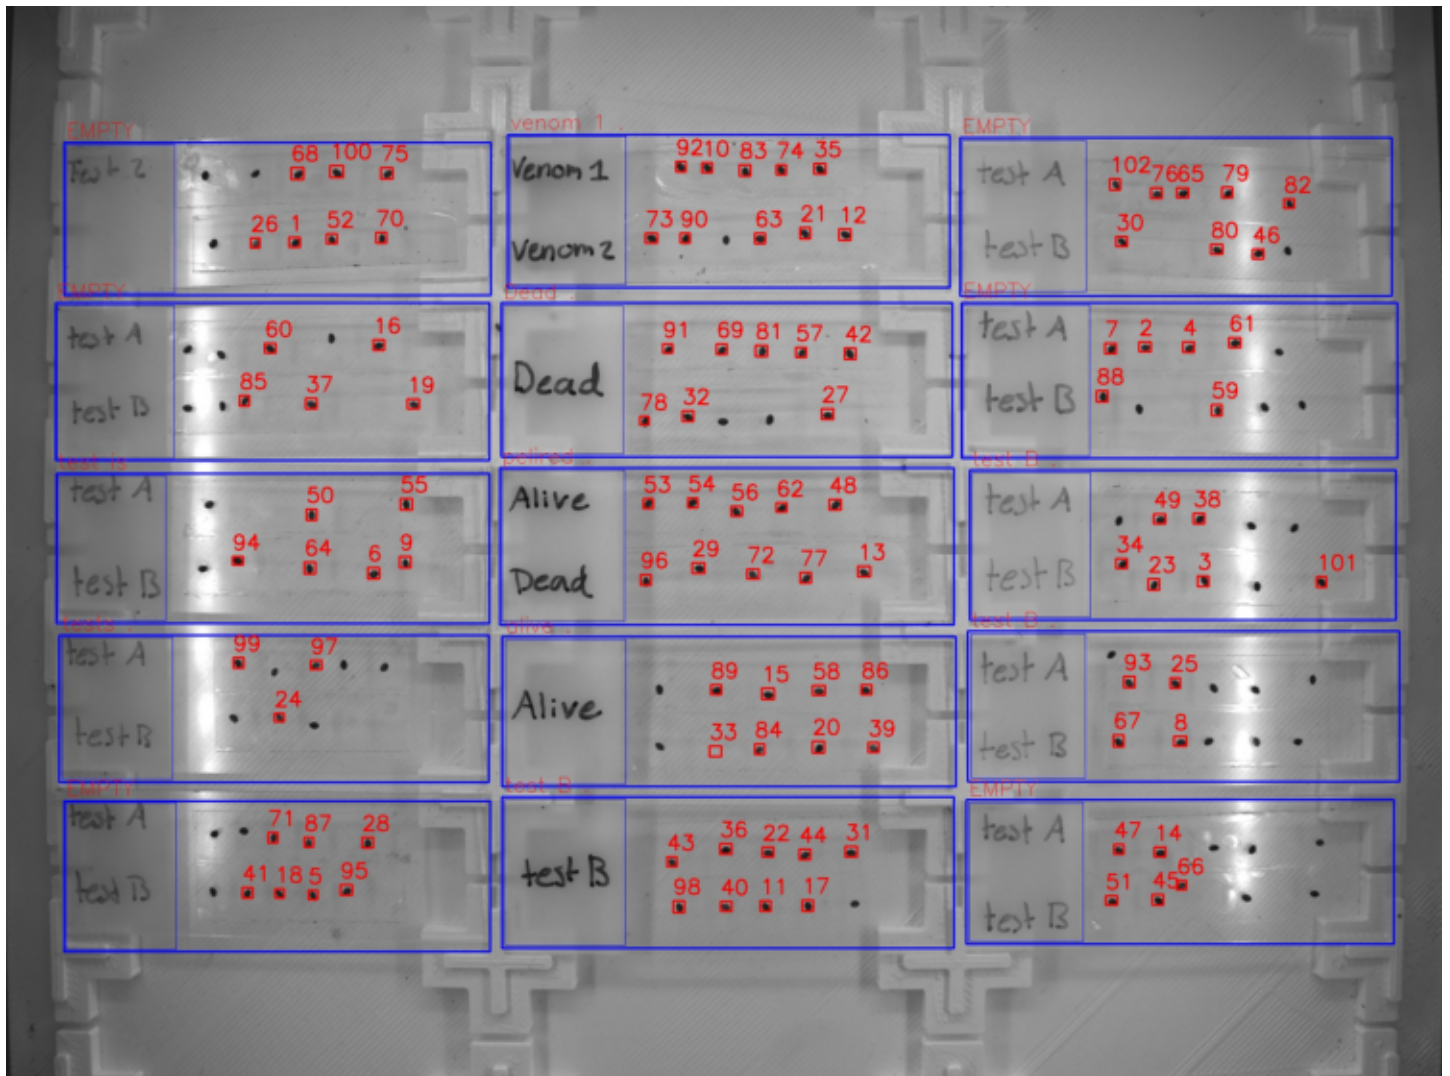 EMPTY
Test 2
68 100 75
26 1 52 70
venom 1 .
Venom 1
92 10 83 74 35
Venom 2
73 90 63 21 12
EMPTY
test A
102 76 65 79 82
test B
30 80 46
EMPTY
test A
60 16
test B
85 37 19
Dead .
Dead
91 69 81 57 42
78 32 27
EMPTY
test A
7 2 4 61
test B
88 59
test is
test A
50 55
test B
94 64 6 9
pelired .
Alive
53 54 56 62 48
Dead
96 29 72 77 13
test B .
test A
49 38
test B
34 23 3 101
tests .
test A
99 97
test B
24
alive .
Alive
89 15 58 86
33 84 20 39
test B .
test A
93 25
test B
67 8
EMPTY
test A
71 87 28
test B
41 18 5 95
test B .
test B
43 36 22 44 31
98 40 11 17
EMPTY
test A
47 14
66
test B
51 45